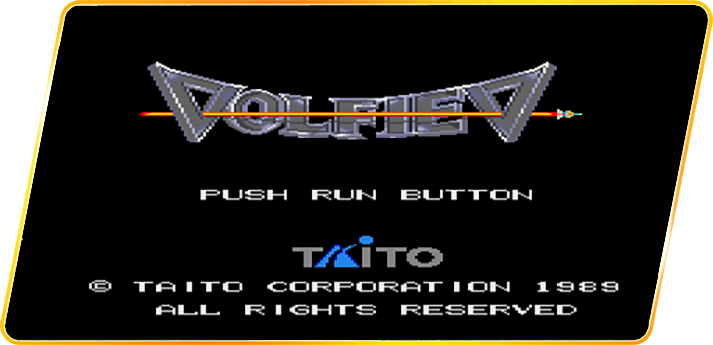 VOLFIED
PUSH RUN BUTTON
TAITO
© TAITO CORPORATION 1989
ALL RIGHTS RESERVED